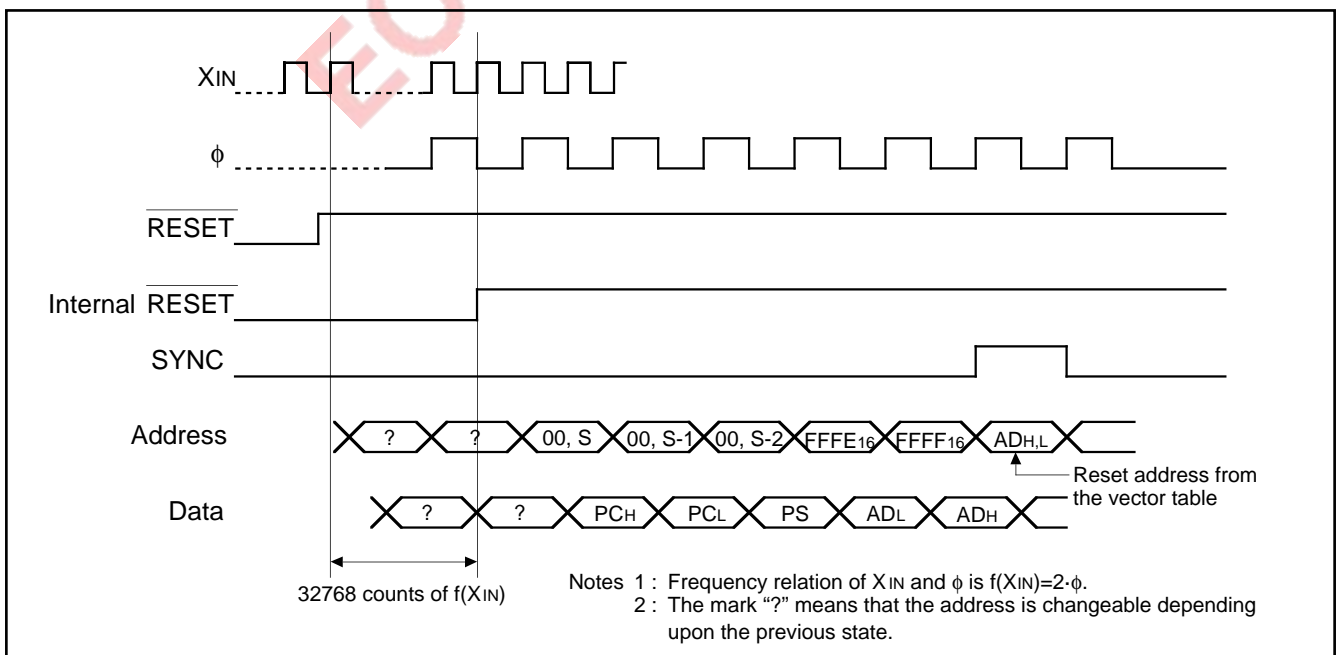 EO
XIN
ϕ
RESET
Internal RESET
SYNC
Address
? ? 00, S 00, S-1 00, S-2 FFFE16 FFFF16 ADH,L
Reset address from
the vector table
Data
? ? PCH PCL PS ADL ADH
32768 counts of f(XIN)
Notes 1 : Frequency relation of XIN and ϕ is f(XIN)=2·ϕ.
2 : The mark “?” means that the address is changeable depending
upon the previous state.